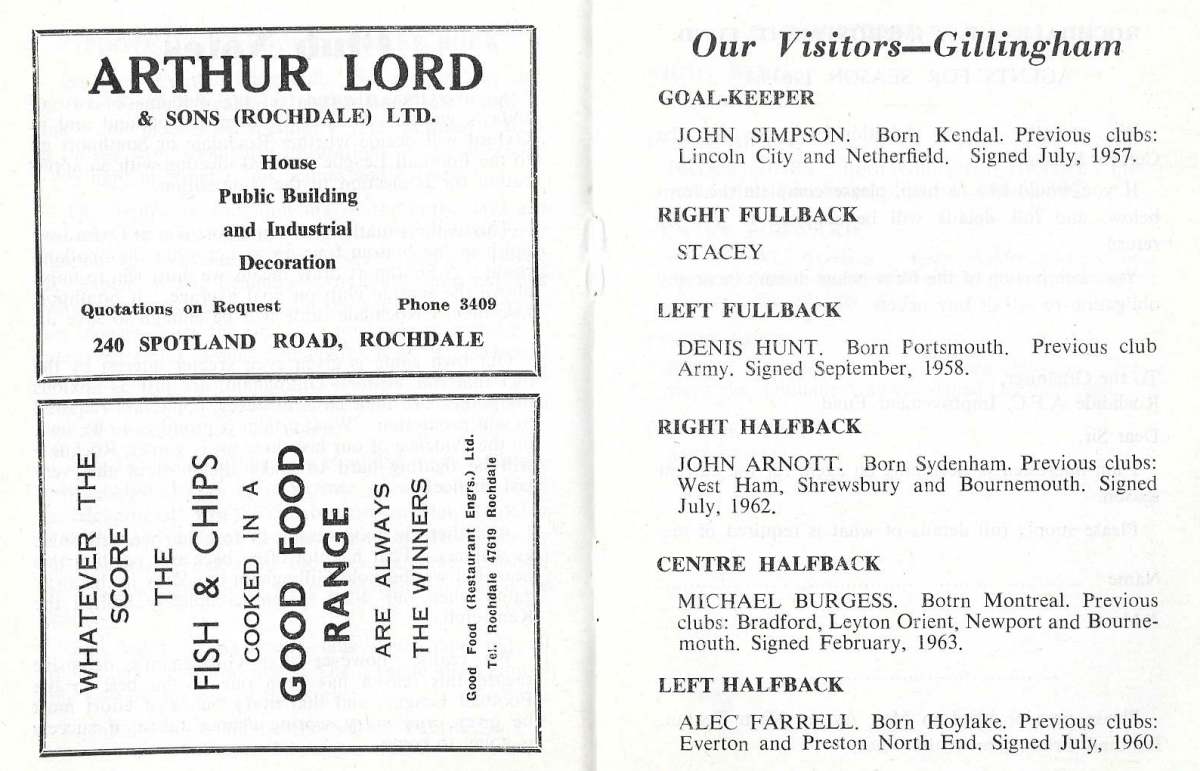 ARTHUR LORD
& SONS (ROCHDALE) LTD.
House
Public Building
and Industrial
Decoration
Quotations on Request Phone 3409
240 SPOTLAND ROAD, ROCHDALE
WHATEVER THE
SCORE
THE
FISH & CHIPS
COOKED IN A
GOOD FOOD
RANGE
ARE ALWAYS
THE WINNERS
Good Food (Restaurant Engrs.) Ltd.
Tel. Rochdale 47619 Rochdale
Our Visitors—Gillingham
GOAL-KEEPER
JOHN SIMPSON. Born Kendal. Previous clubs:
Lincoln City and Netherfield. Signed July, 1957.
RIGHT FULLBACK
STACEY
LEFT FULLBACK
DENIS HUNT. Born Portsmouth. Previous club
Army. Signed September, 1958.
RIGHT HALFBACK
JOHN ARNOTT. Born Sydenham. Previous clubs:
West Ham, Shrewsbury and Bournemouth. Signed
July, 1962.
CENTRE HALFBACK
MICHAEL BURGESS. Botrn Montreal. Previous
clubs: Bradford, Leyton Orient, Newport and Bourne-
mouth. Signed February, 1963.
LEFT HALFBACK
ALEC FARRELL. Born Hoylake. Previous clubs:
Everton and Preston North End.